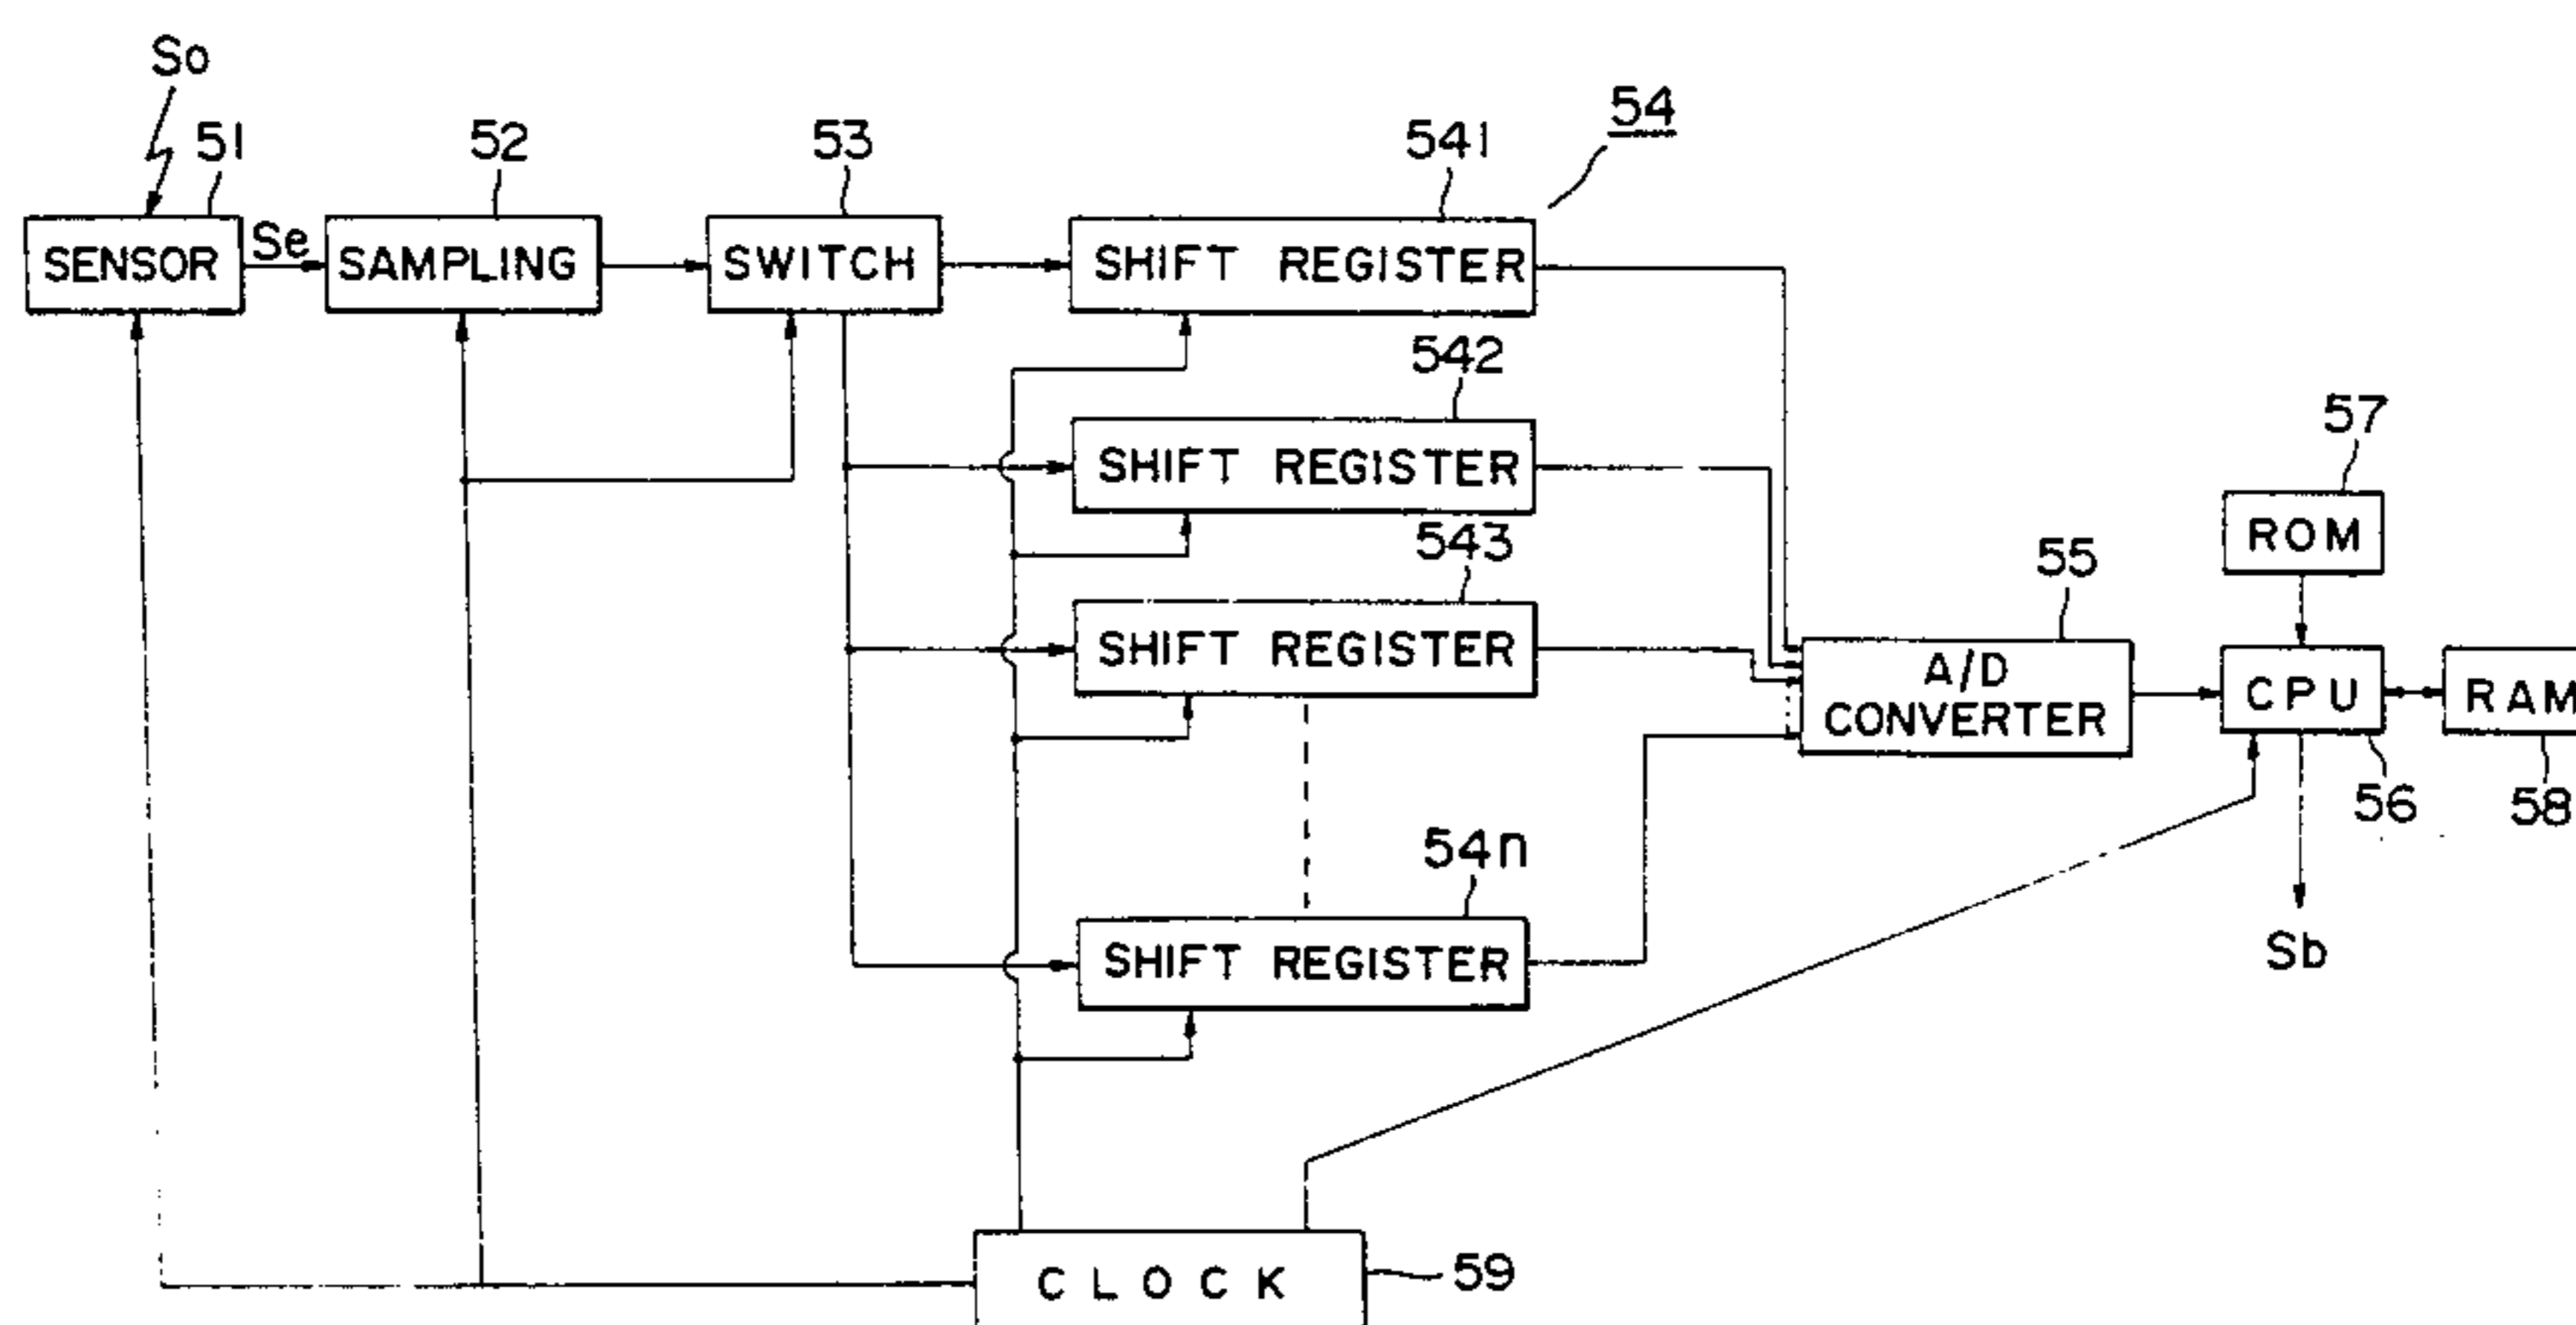 So
51
52
53
541
54
SENSOR
Se
SAMPLING
SWITCH
SHIFT REGISTER
542
SHIFT REGISTER
57
ROM
543
SHIFT REGISTER
55
A/D
CONVERTER
CPU
RAM
56
58
54n
SHIFT REGISTER
Sb
CLOCK
59